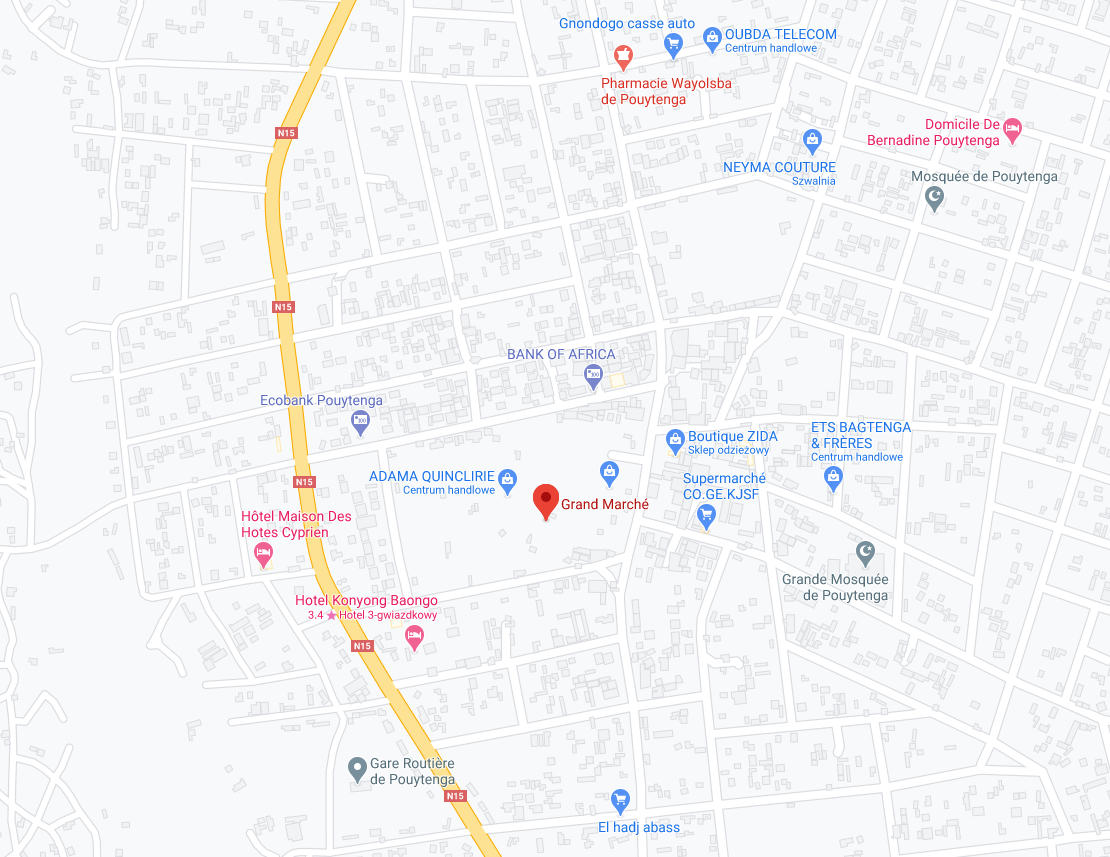 Gnondogo casse auto
OUBDA TELECOM
Centrum handlowe
Pharmacie Wayolsba
de Pouytenga
N15
Domicile De
Bernadine Pouytenga
NEYMA COUTURE
Szwalnia
Mosquée de Pouytenga
N15
BANK OF AFRICA
Ecobank Pouytenga
Boutique ZIDA
Sklep odzieżowy
ETS BAGTENGA
& FRÈRES
Centrum handlowe
ADAMA QUINCLIRIE
Centrum handlowe
N15
Supermarché
CO.GE.KJSF
Grand Marché
Hôtel Maison Des
Hotes Cyprien
Grande Mosquée
de Pouytenga
Hotel Konyong Baongo
3.4 ★ Hotel 3-gwiazdkowy
N15
Gare Routière
de Pouytenga
N15
El hadj abass